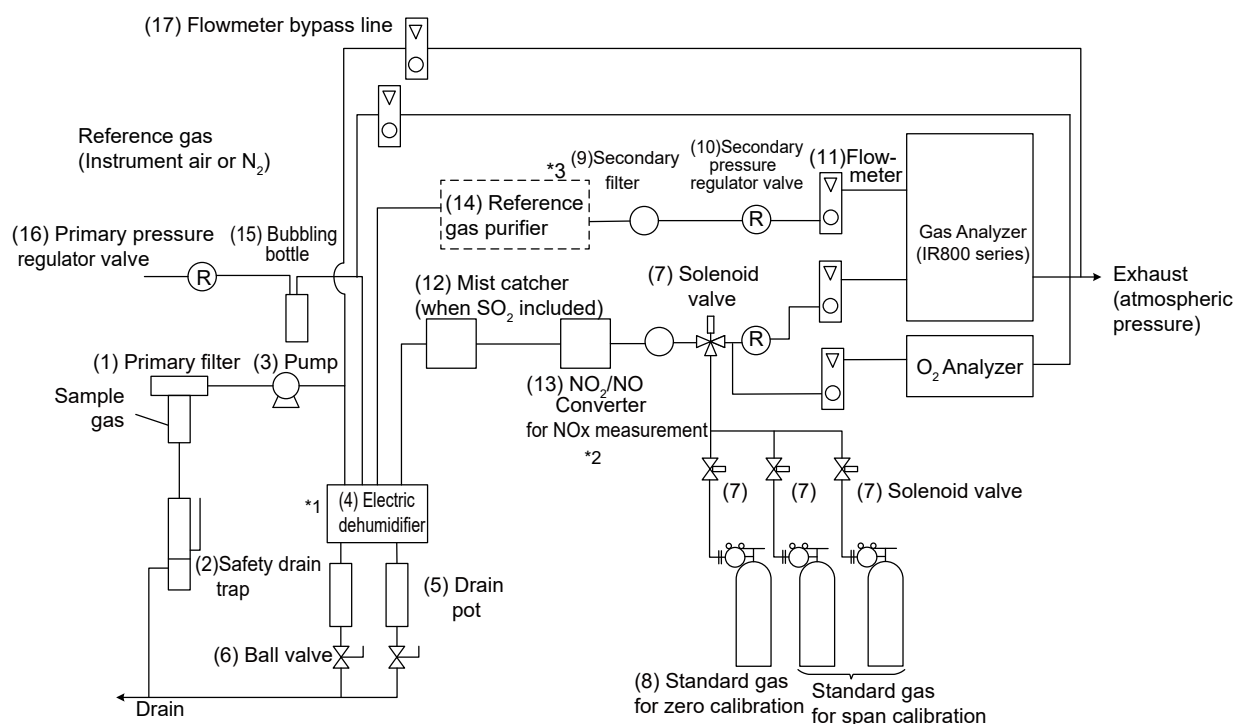 (17) Flowmeter bypass line
Reference gas
(Instrument air or N2)
*3
(9)Secondary
filter
(10)Secondary
pressure
regulator valve
(11)Flow-
meter
(14) Reference
gas purifier
(16) Primary pressure
regulator valve
R
(15) Bubbling
bottle
R
Gas Analyzer
(IR800 series)
(12) Mist catcher
(when SO2 included)
(7) Solenoid
valve
Exhaust
(atmospheric
pressure)
R
(1) Primary filter
(3) Pump
Sample
gas
(13) NO2/NO
Converter
for NOx measurement
*2
O2 Analyzer
*1
(4) Electric
dehumidifier
(7)
(7)
(7) Solenoid valve
(2)Safety drain
trap
(5) Drain
pot
(6) Ball valve
Drain
(8) Standard gas
for zero calibration
Standard gas
for span calibration